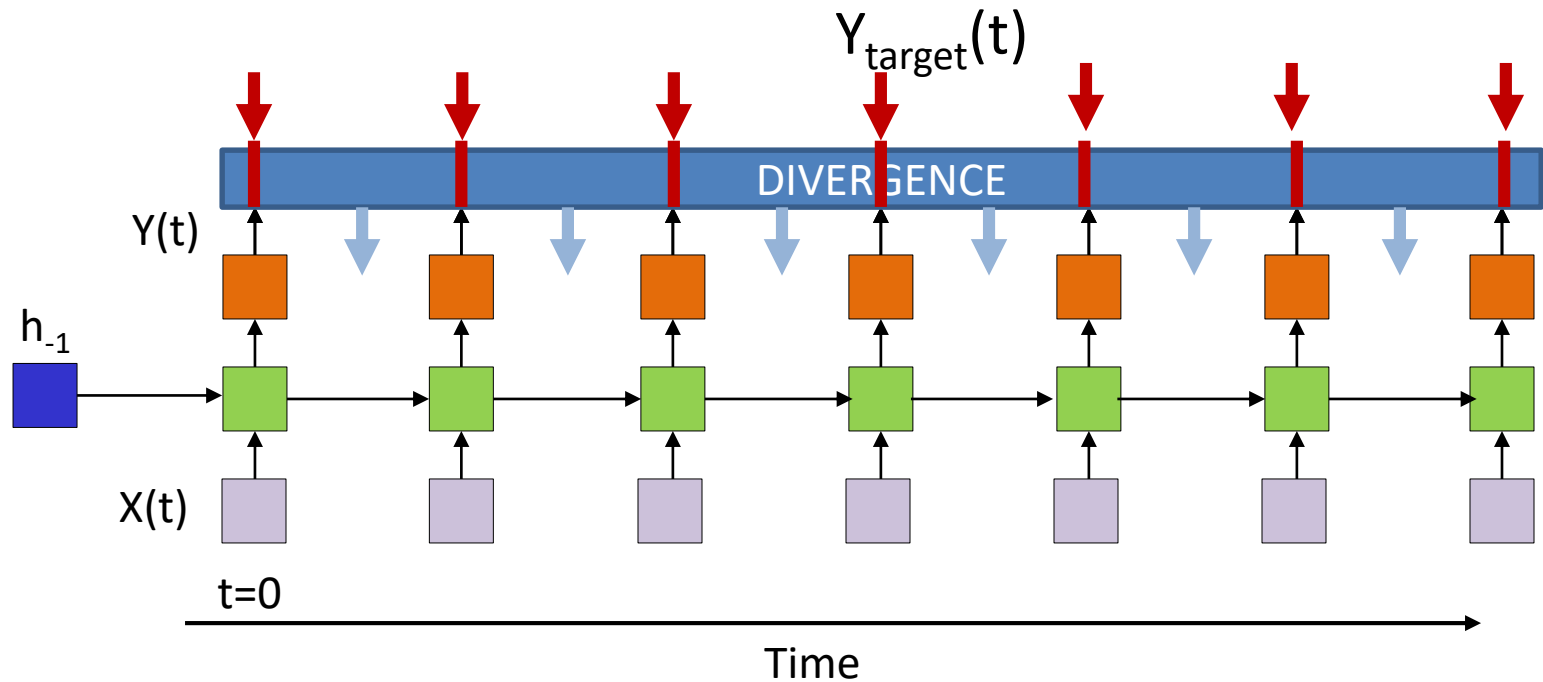 Y_target(t)
DIVERGENCE
Y(t)
h_-1
X(t)
t=0
Time